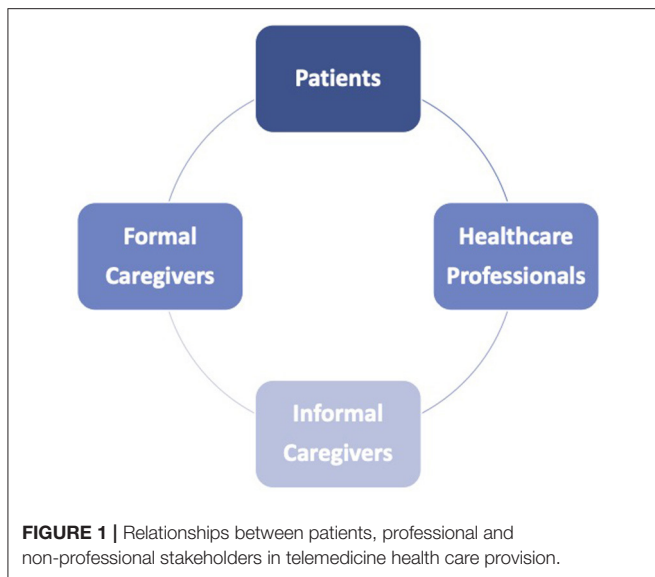 Patients
Formal
Caregivers
Healthcare
Professionals
Informal
Caregivers
FIGURE 1 | Relationships between patients, professional and
non-professional stakeholders in telemedicine health care provision.